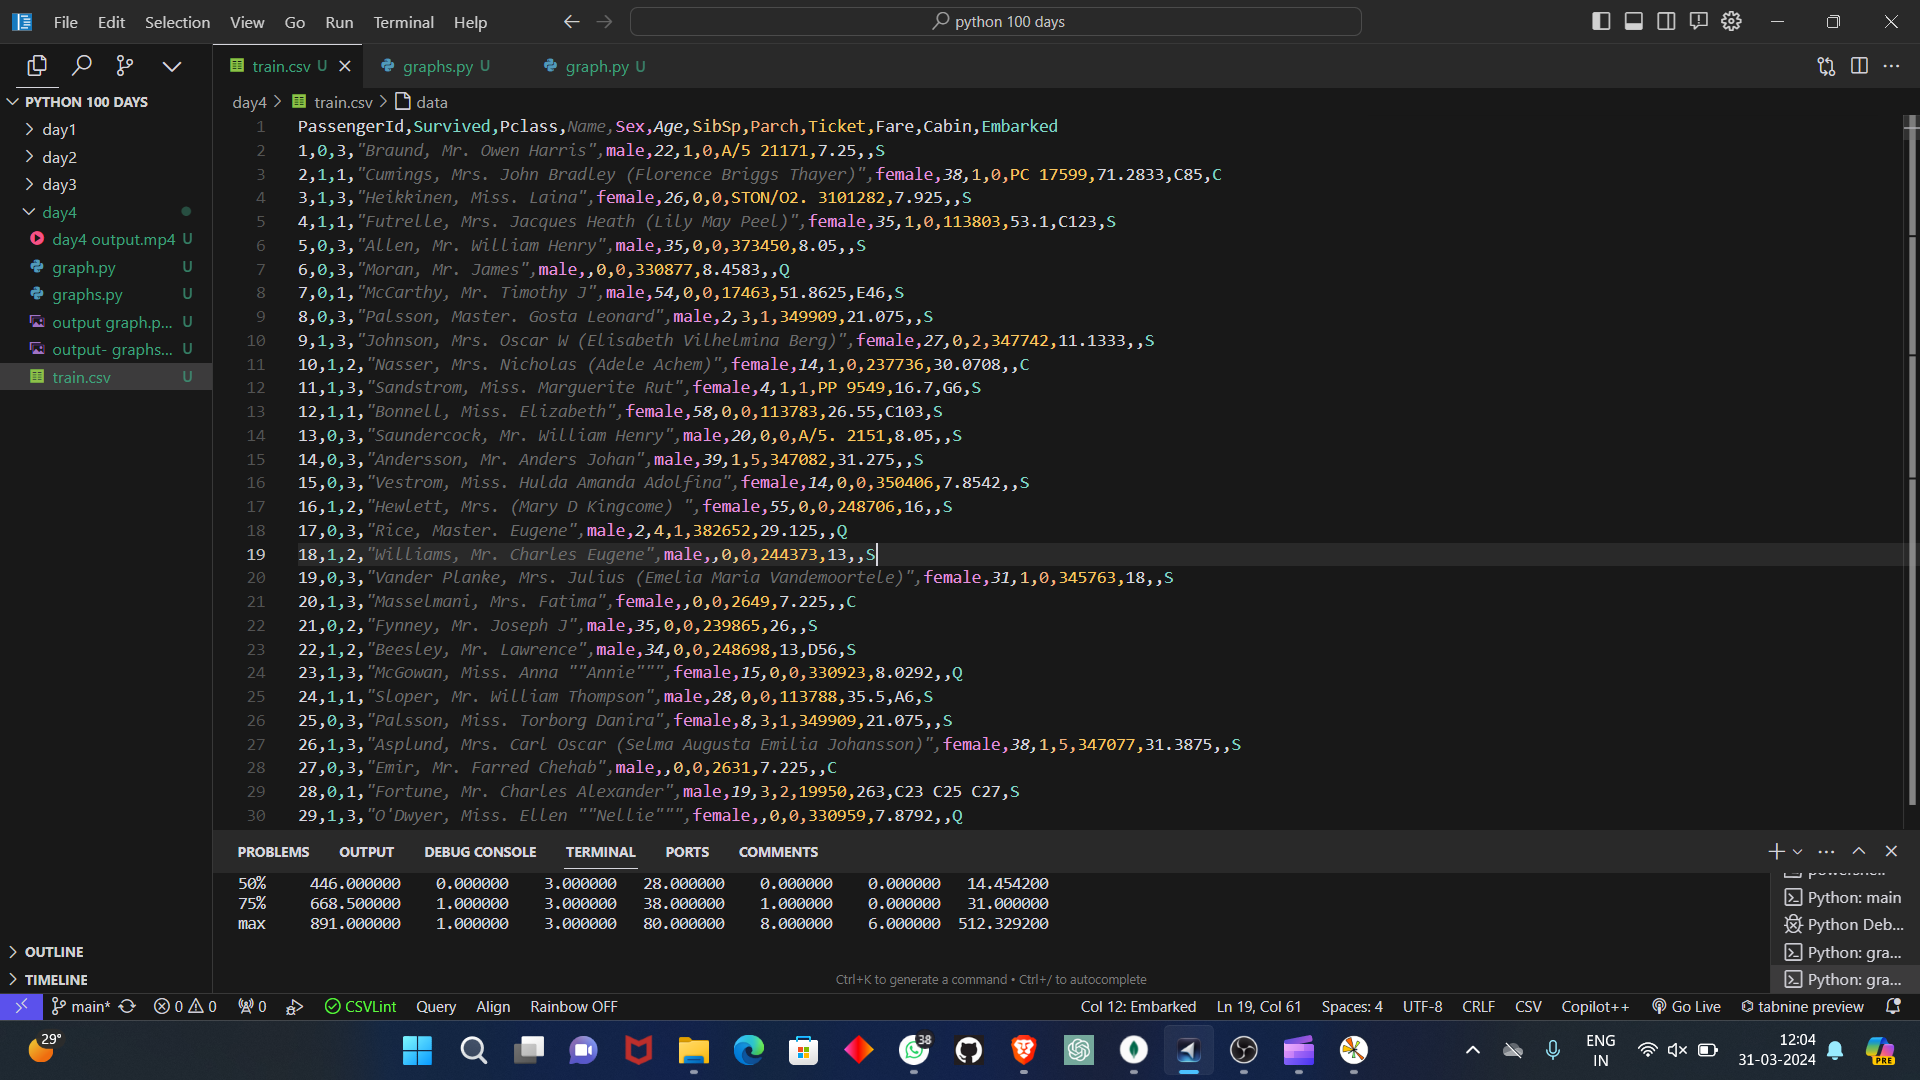 File Edit Selection View Go Run Terminal Help
python 100 days
train.csv U
graphs.py U
graph.py U
PYTHON 100 DAYS
day1
day2
day3
day4
day4 output.mp4 U
graph.py U
graphs.py U
output graph.p... U
output- graphs... U
train.csv U
OUTLINE
TIMELINE
day4 > train.csv > data
1 PassengerId,Survived,Pclass,Name,Sex,Age,SibSp,Parch,Ticket,Fare,Cabin,Embarked
2 1,0,3,"Braund, Mr. Owen Harris",male,22,1,0,A/5 21171,7.25,,S
3 2,1,1,"Cumings, Mrs. John Bradley (Florence Briggs Thayer)",female,38,1,0,PC 17599,71.2833,C85,C
4 3,1,3,"Heikkinen, Miss. Laina",female,26,0,0,STON/O2. 3101282,7.925,,S
5 4,1,1,"Futrelle, Mrs. Jacques Heath (Lily May Peel)",female,35,1,0,113803,53.1,C123,S
6 5,0,3,"Allen, Mr. William Henry",male,35,0,0,373450,8.05,,S
7 6,0,3,"Moran, Mr. James",male,,0,0,330877,8.4583,,Q
8 7,0,1,"McCarthy, Mr. Timothy J",male,54,0,0,17463,51.8625,E46,S
9 8,0,3,"Palsson, Master. Gosta Leonard",male,2,3,1,349909,21.075,,S
10 9,1,3,"Johnson, Mrs. Oscar W (Elisabeth Vilhelmina Berg)",female,27,0,2,347742,11.1333,,S
11 10,1,2,"Nasser, Mrs. Nicholas (Adele Achem)",female,14,1,0,237736,30.0708,,C
12 11,1,3,"Sandstrom, Miss. Marguerite Rut",female,4,1,1,PP 9549,16.7,G6,S
13 12,1,1,"Bonnell, Miss. Elizabeth",female,58,0,0,113783,26.55,C103,S
14 13,0,3,"Saundercock, Mr. William Henry",male,20,0,0,A/5. 2151,8.05,,S
15 14,0,3,"Andersson, Mr. Anders Johan",male,39,1,5,347082,31.275,,S
16 15,0,3,"Vestrom, Miss. Hulda Amanda Adolfina",female,14,0,0,350406,7.8542,,S
17 16,1,2,"Hewlett, Mrs. (Mary D Kingcome) ",female,55,0,0,248706,16,,S
18 17,0,3,"Rice, Master. Eugene",male,2,4,1,382652,29.125,,Q
19 18,1,2,"Williams, Mr. Charles Eugene",male,,0,0,244373,13,,S
20 19,0,3,"Vander Planke, Mrs. Julius (Emelia Maria Vandemoortele)",female,31,1,0,345763,18,,S
21 20,1,3,"Masselmani, Mrs. Fatima",female,,0,0,2649,7.225,,C
22 21,0,2,"Fynney, Mr. Joseph J",male,35,0,0,239865,26,,S
23 22,1,2,"Beesley, Mr. Lawrence",male,34,0,0,248698,13,D56,S
24 23,1,3,"McGowan, Miss. Anna ""Annie""",female,15,0,0,330923,8.0292,,Q
25 24,1,1,"Sloper, Mr. William Thompson",male,28,0,0,113788,35.5,A6,S
26 25,0,3,"Palsson, Miss. Torborg Danira",female,8,3,1,349909,21.075,,S
27 26,1,3,"Asplund, Mrs. Carl Oscar (Selma Augusta Emilia Johansson)",female,38,1,5,347077,31.3875,,S
28 27,0,3,"Emir, Mr. Farred Chehab",male,,0,0,2631,7.225,,C
29 28,0,1,"Fortune, Mr. Charles Alexander",male,19,3,2,19950,263,C23 C25 C27,S
30 29,1,3,"O'Dwyer, Miss. Ellen ""Nellie""",female,,0,0,330959,7.8792,,Q
PROBLEMS OUTPUT DEBUG CONSOLE TERMINAL PORTS COMMENTS
50% 446.000000 0.000000 3.000000 28.000000 0.000000 0.000000 14.454200
75% 668.500000 1.000000 3.000000 38.000000 1.000000 0.000000 31.000000
max 891.000000 1.000000 3.000000 80.000000 8.000000 6.000000 512.329200
Ctrl+K to generate a command • Ctrl+/ to autocomplete
Python: main
Python Deb...
Python: gra...
Python: gra...
main* 0 0 0 CSVLint Query Align Rainbow OFF Col 12: Embarked Ln 19, Col 61 Spaces: 4 UTF-8 CRLF CSV Copilot++ Go Live tabnine preview
29°
38
ENG
IN
12:04
31-03-2024
PRE